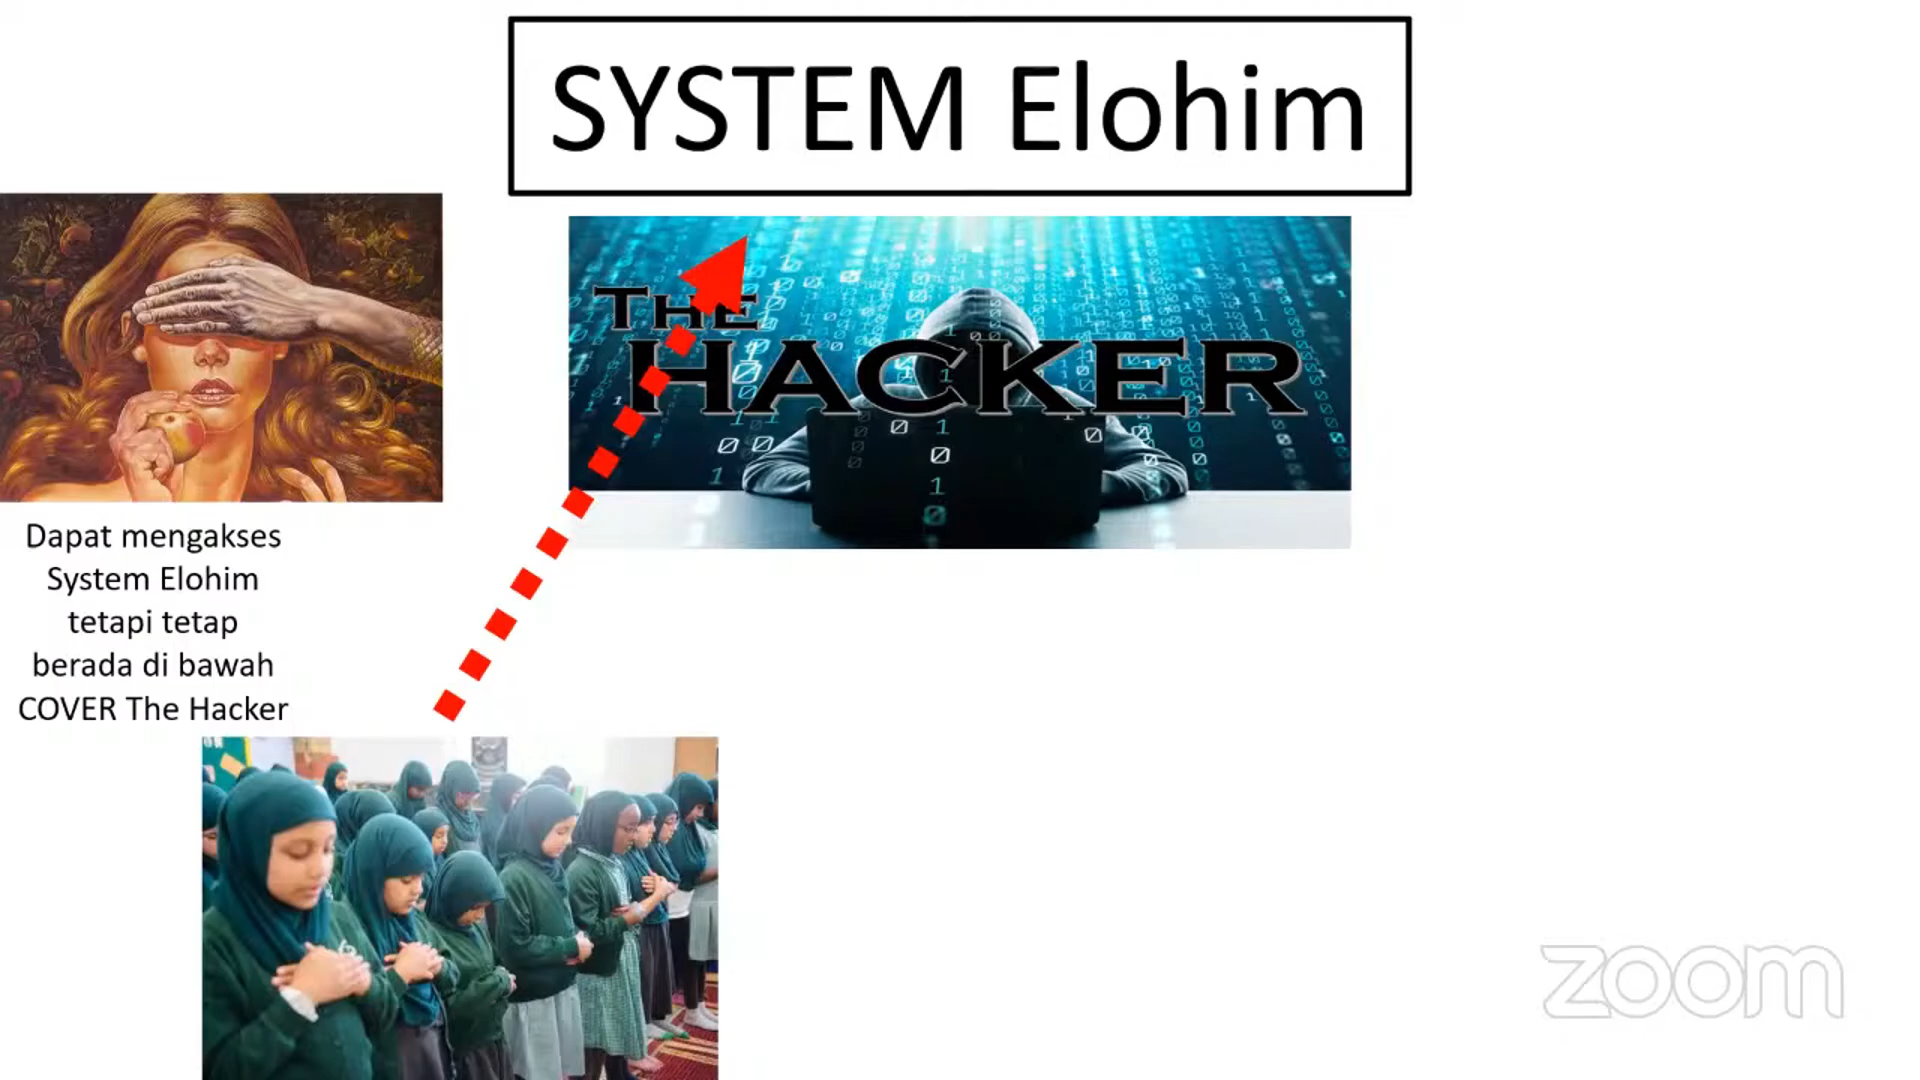 SYSTEM Elohim
THE
HACKER
Dapat mengakses
System Elohim
tetapi tetap
berada di bawah
COVER The Hacker
zoom